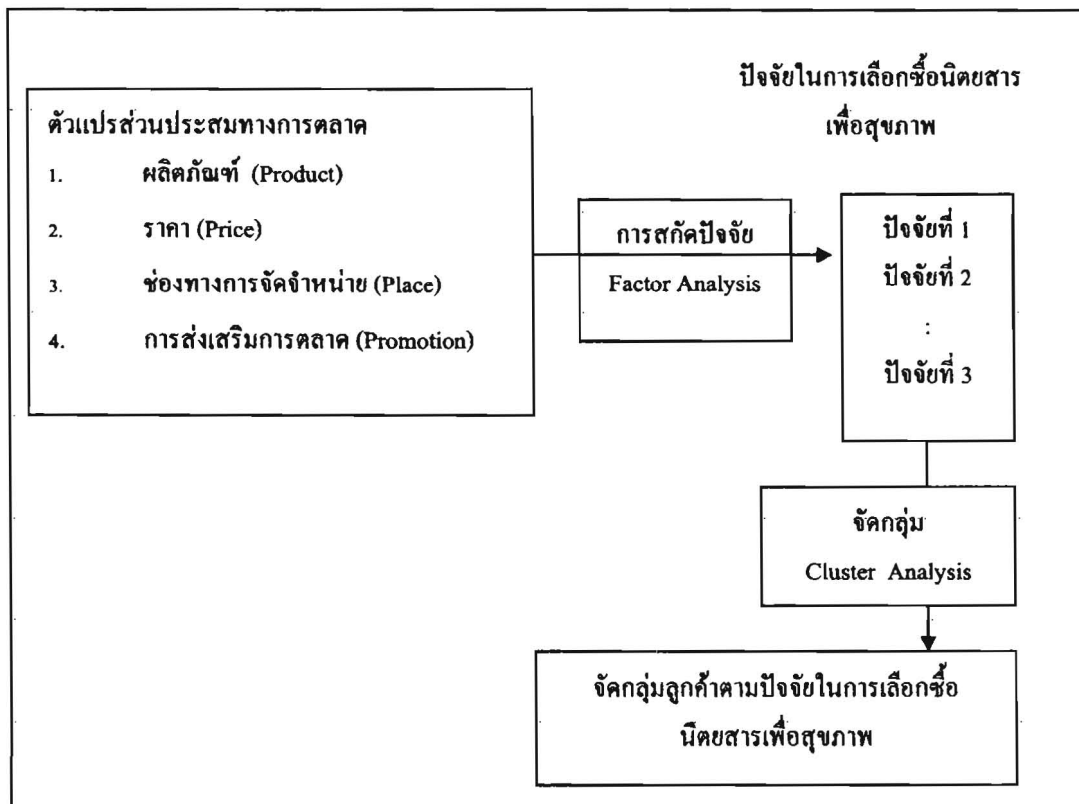 ปัจจัยในการเลือกซื้อนิตยสาร
เพื่อสุขภาพ
ตัวแปรส่วนประสมทางการตลาด
1. ผลิตภัณฑ์ (Product)
2. ราคา (Price)
3. ช่องทางการจัดจำหน่าย (Place)
4. การส่งเสริมการตลาด (Promotion)
การสกัดปัจจัย
Factor Analysis
ปัจจัยที่ 1
ปัจจัยที่ 2
:
ปัจจัยที่ 3
จัดกลุ่ม
Cluster Analysis
จัดกลุ่มลูกค้าตามปัจจัยในการเลือกซื้อ
นิตยสารเพื่อสุขภาพ